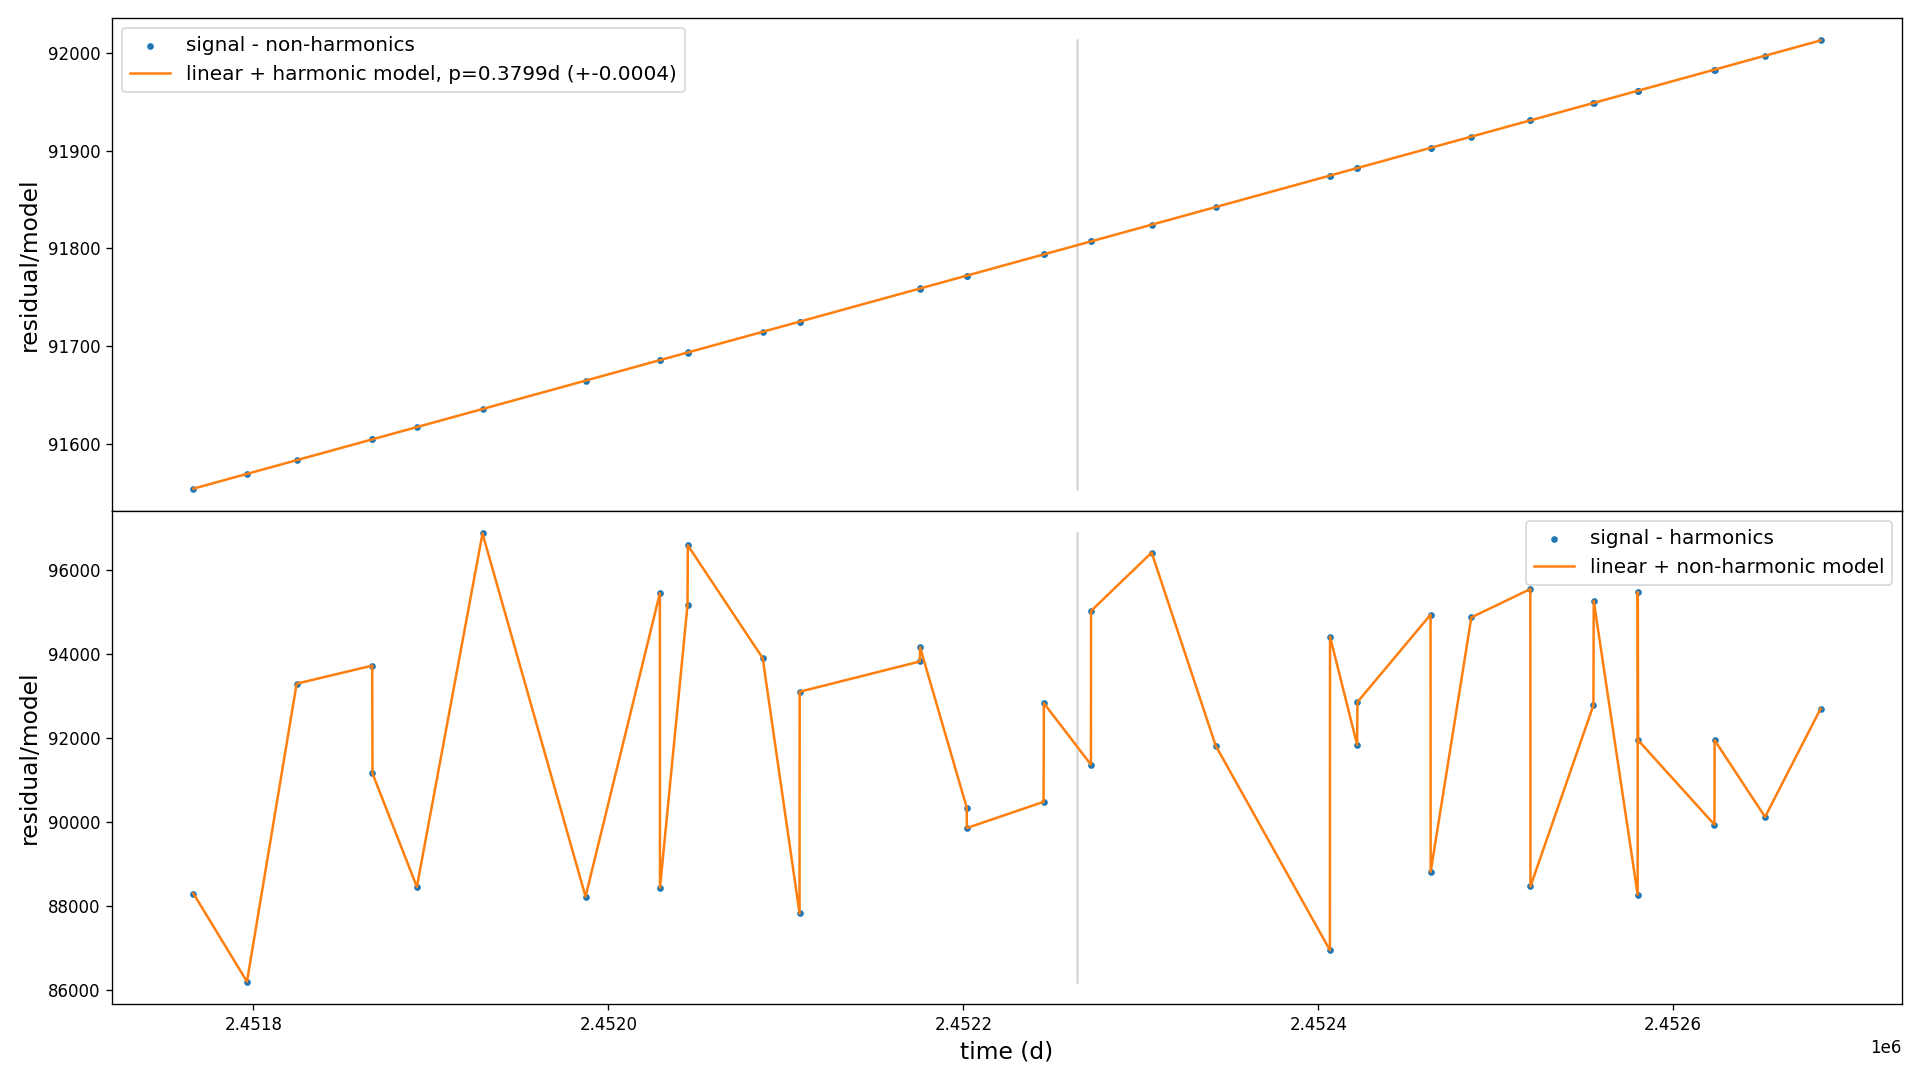 92000
91900
91800
91700
91600
residual/model
signal - non-harmonics
linear + harmonic model, p=0.3799d (+-0.0004)
96000
94000
92000
90000
88000
86000
residual/model
signal - harmonics
linear + non-harmonic model
2.4518
2.4520
2.4522
2.4524
2.4526
time (d)
1e6